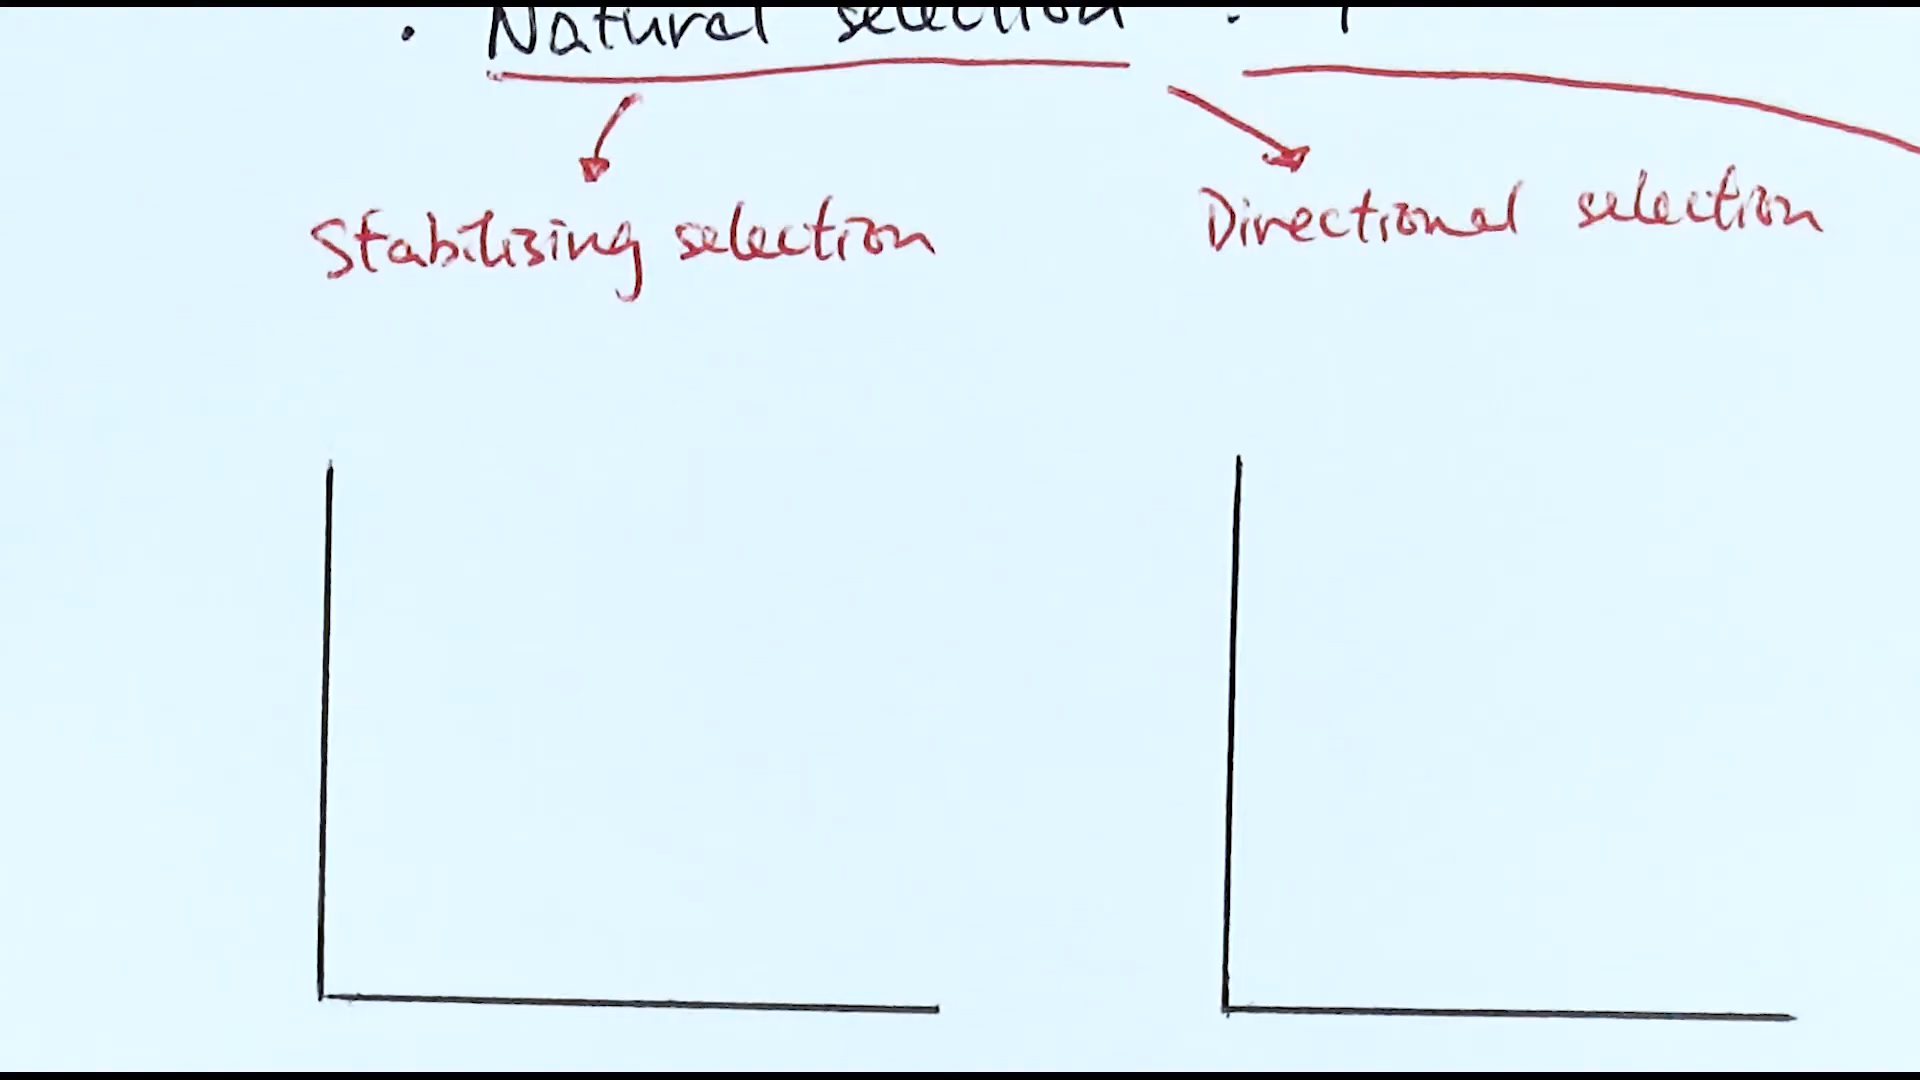 • Natural selection :
Stabilising selection
Directional selection